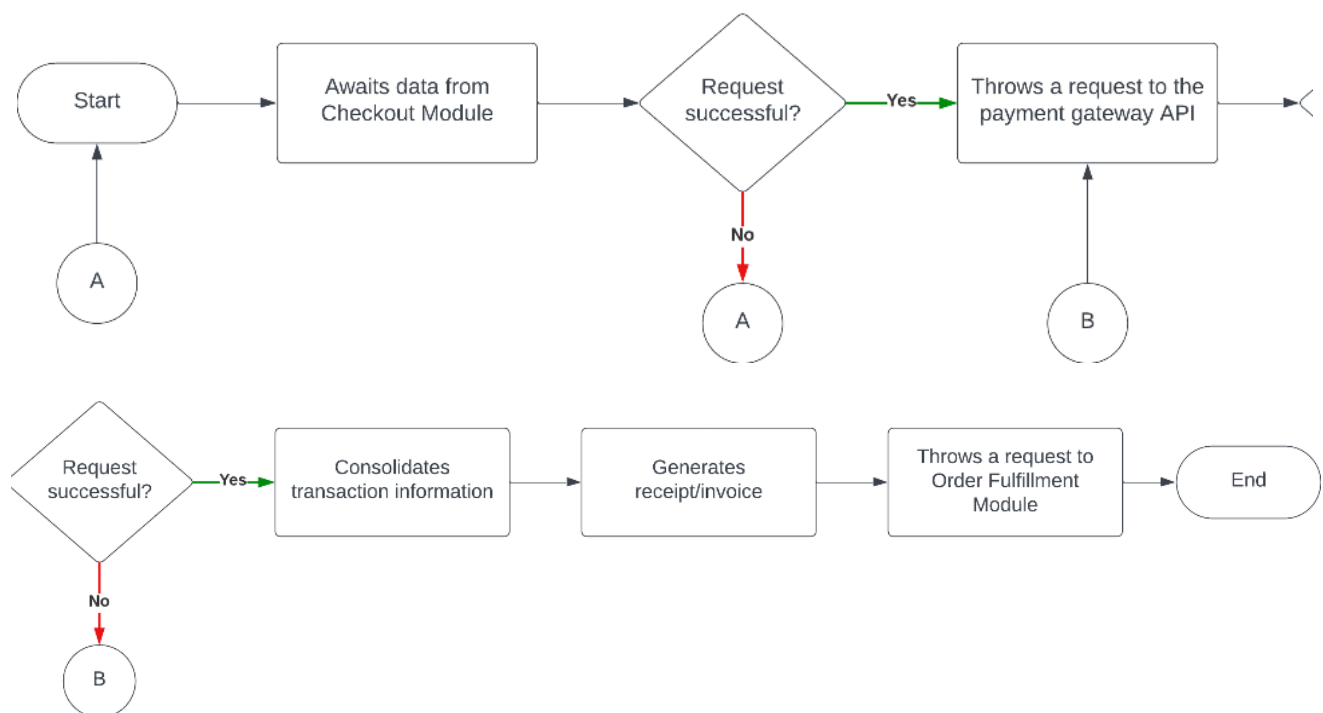 Start
Awaits data from
Checkout Module
Request
successful?
Yes
Throws a request to the
payment gateway API
No
A
A
B
Request
successful?
Yes
Consolidates
transaction information
Generates
receipt/invoice
Throws a request to
Order Fulfillment
Module
End
No
B